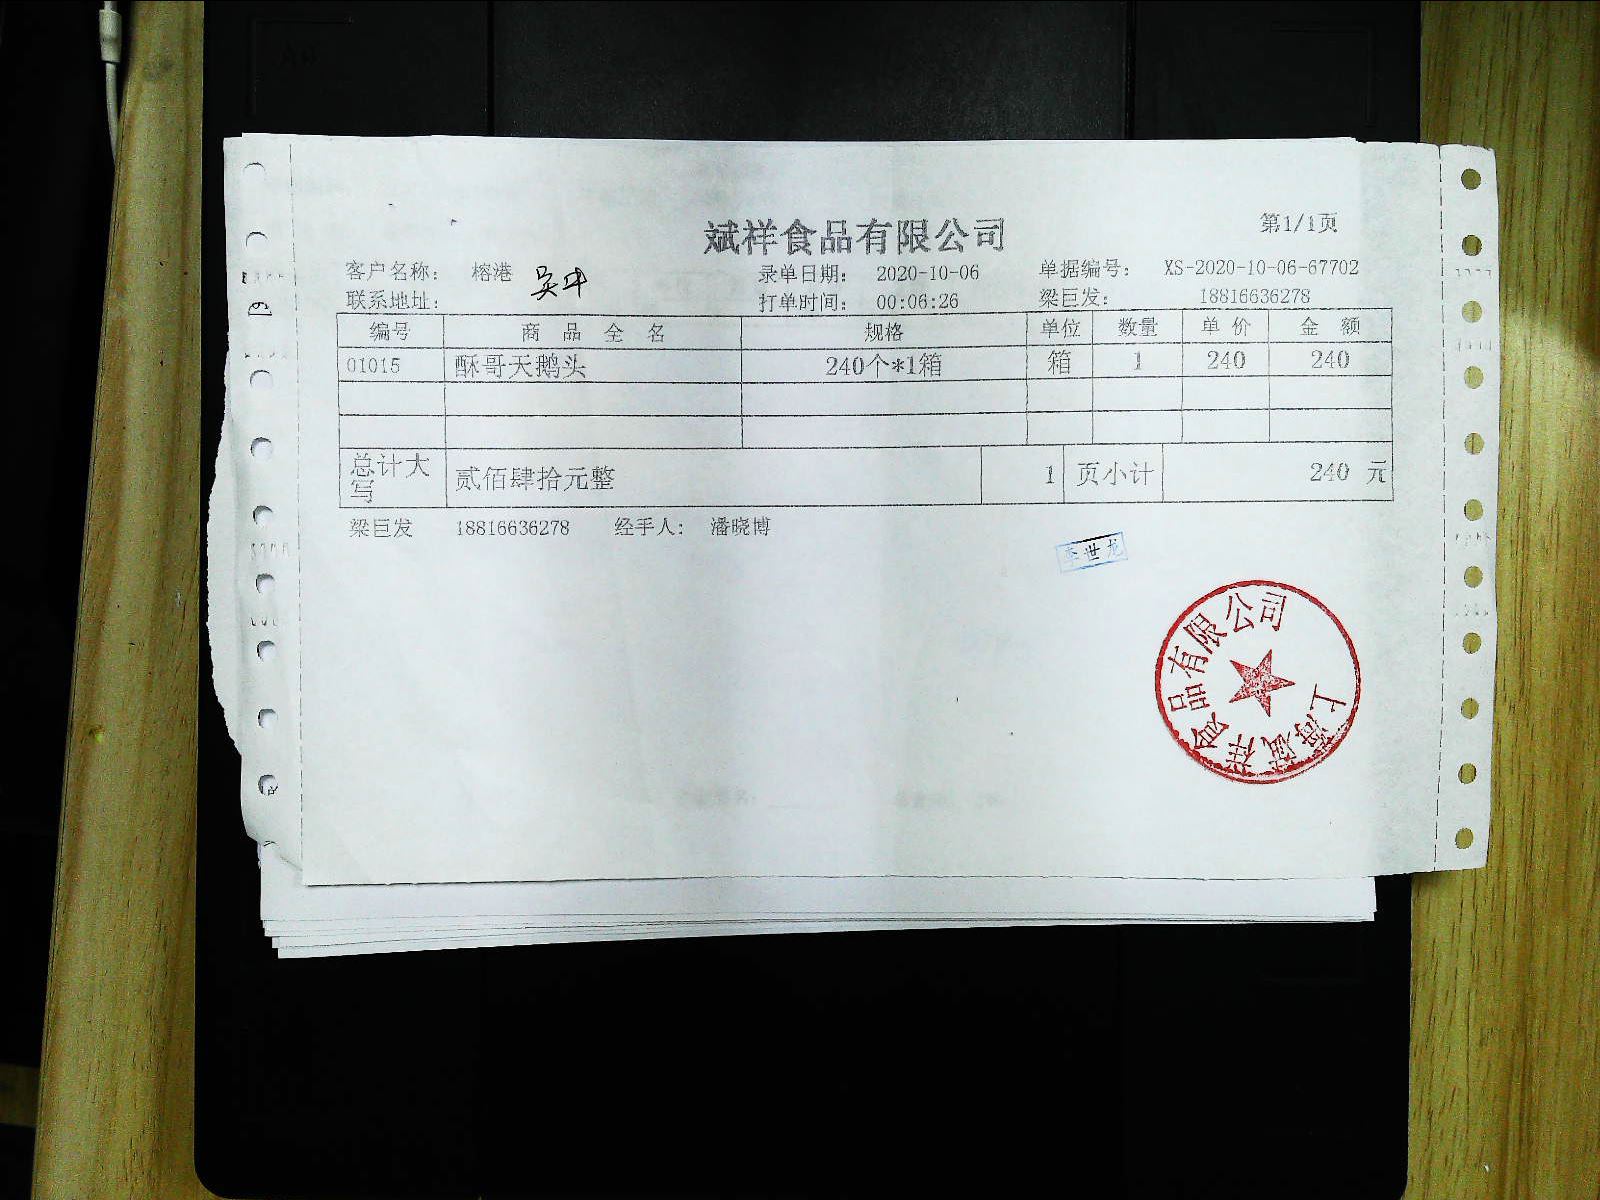 斌祥食品有限公司
第1/1页
客户名称： 榕港 录单日期： 2020-10-06 单据编号： XS-2020-10-06-67702
联系地址： 打单时间： 00:06:26 梁巨发： 18816636278
编号 商品全名 规格 单位 数量 单价 金额
01015 酥哥天鹅头 240个*1箱 箱 1 240 240
总计大写 贰佰肆拾元整 1 页小计 240 元
梁巨发 18816636278 经手人： 潘晓博
李世龙
上海斌祥食品有限公司